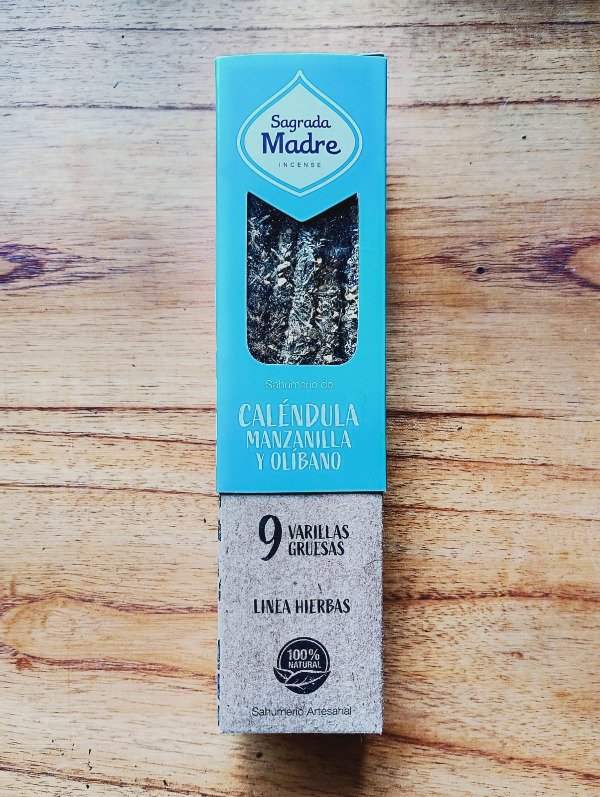 Sagrada
Madre
INCENSE
Sahumerio de
CALÉNDULA
MANZANILLA
Y OLÍBANO
9 VARILLAS
GRUESAS
LINEA HIERBAS
100%
NATURAL
Sahumerio Artesanal